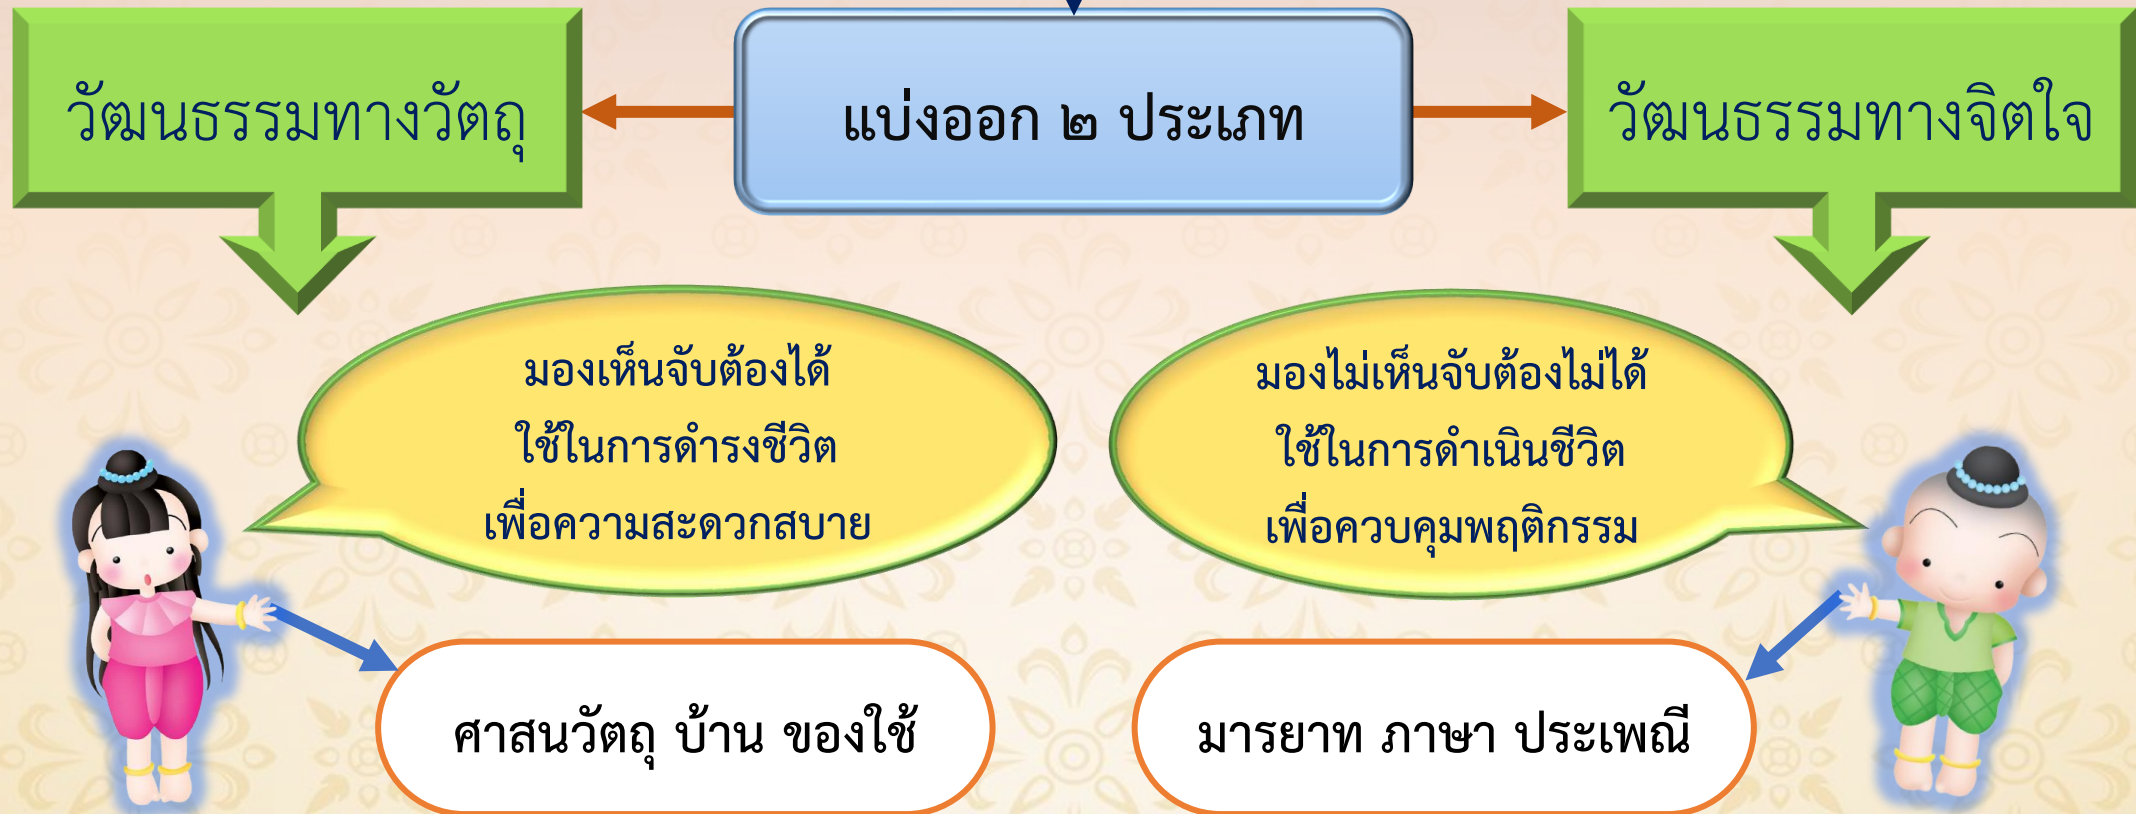 วัฒนธรรมทางวัตถุ
แบ่งออก ๒ ประเภท
วัฒนธรรมทางจิตใจ
มองเห็นจับต้องได้
ใช้ในการดำรงชีวิต
เพื่อความสะดวกสบาย
มองไม่เห็นจับต้องไม่ได้
ใช้ในการดำเนินชีวิต
เพื่อควบคุมพฤติกรรม
ศาสนวัตถุ บ้าน ของใช้
มารยาท ภาษา ประเพณี